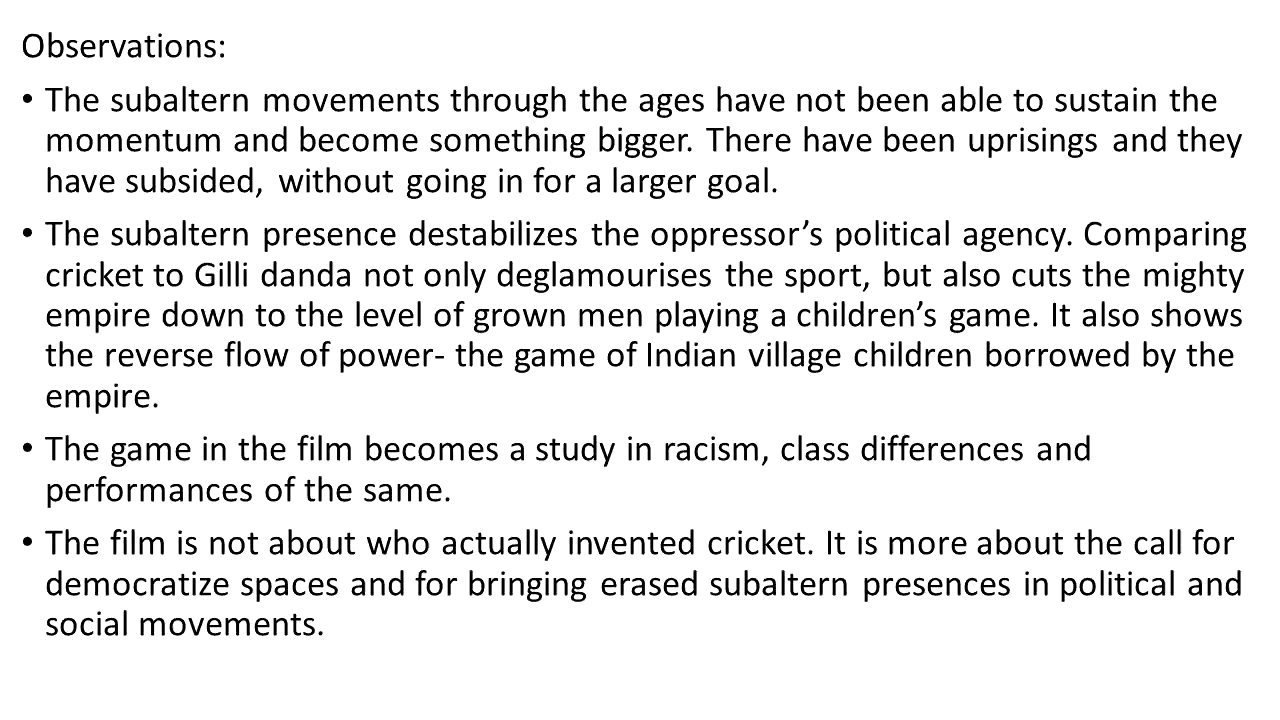 Observations:
• The subaltern movements through the ages have not been able to sustain the
momentum and become something bigger. There have been uprisings and they
have subsided, without going in for a larger goal.
• The subaltern presence destabilizes the oppressor’s political agency. Comparing
cricket to Gilli danda not only deglamourises the sport, but also cuts the mighty
empire down to the level of grown men playing a children’s game. It also shows
the reverse flow of power- the game of Indian village children borrowed by the
empire.
• The game in the film becomes a study in racism, class differences and
performances of the same.
• The film is not about who actually invented cricket. It is more about the call for
democratize spaces and for bringing erased subaltern presences in political and
social movements.